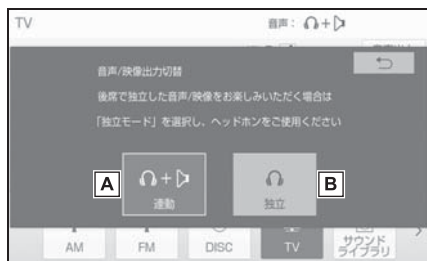 TV
音声：
音声/映像出力切替
後席で独立した音声/映像をお楽しみいただく場合は
「独立モード」を選択し、ヘッドホンをご使用ください
A
連動
B
独立
AM
FM
DISC
TV
サウンド
ライブラリ